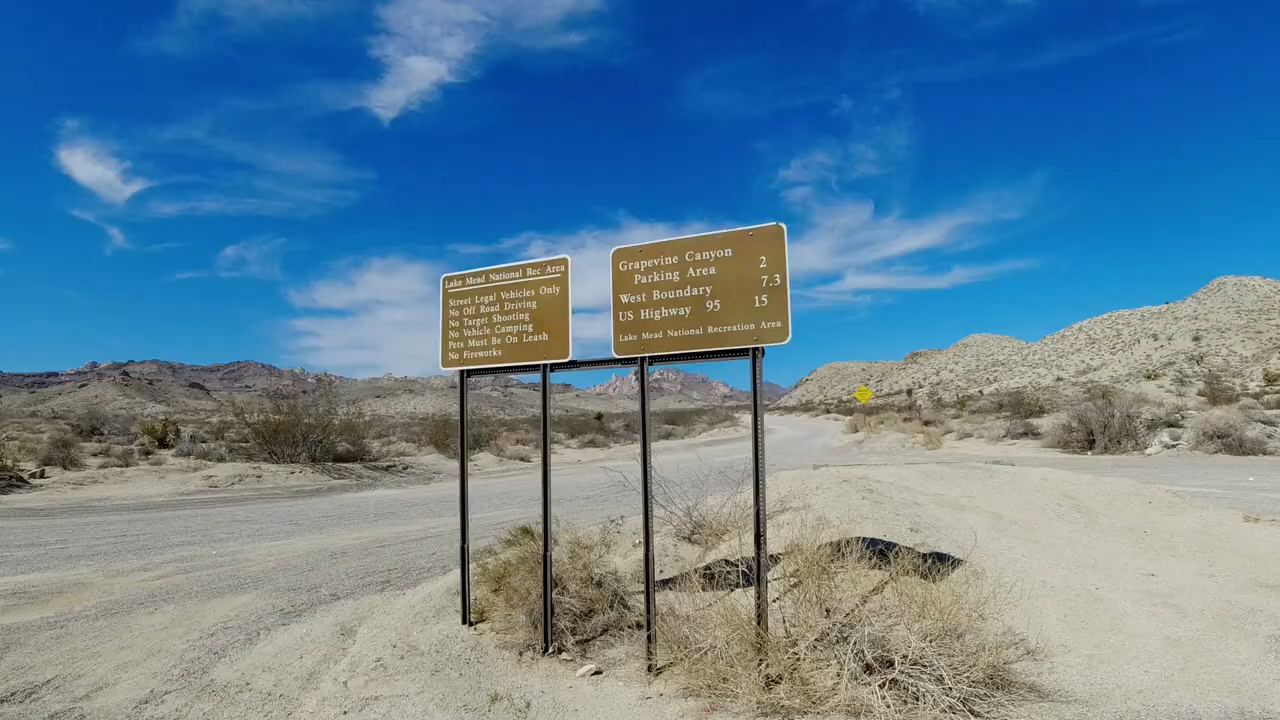 Lake Mead National Rec Area
Street Legal Vehicles Only
No Off Road Driving
No Target Shooting
No Vehicle Camping
Pets Must Be On Leash
No Fireworks
Grapevine Canyon
Parking Area 2
West Boundary 7.3
US Highway 95 15
Lake Mead National Recreation Area